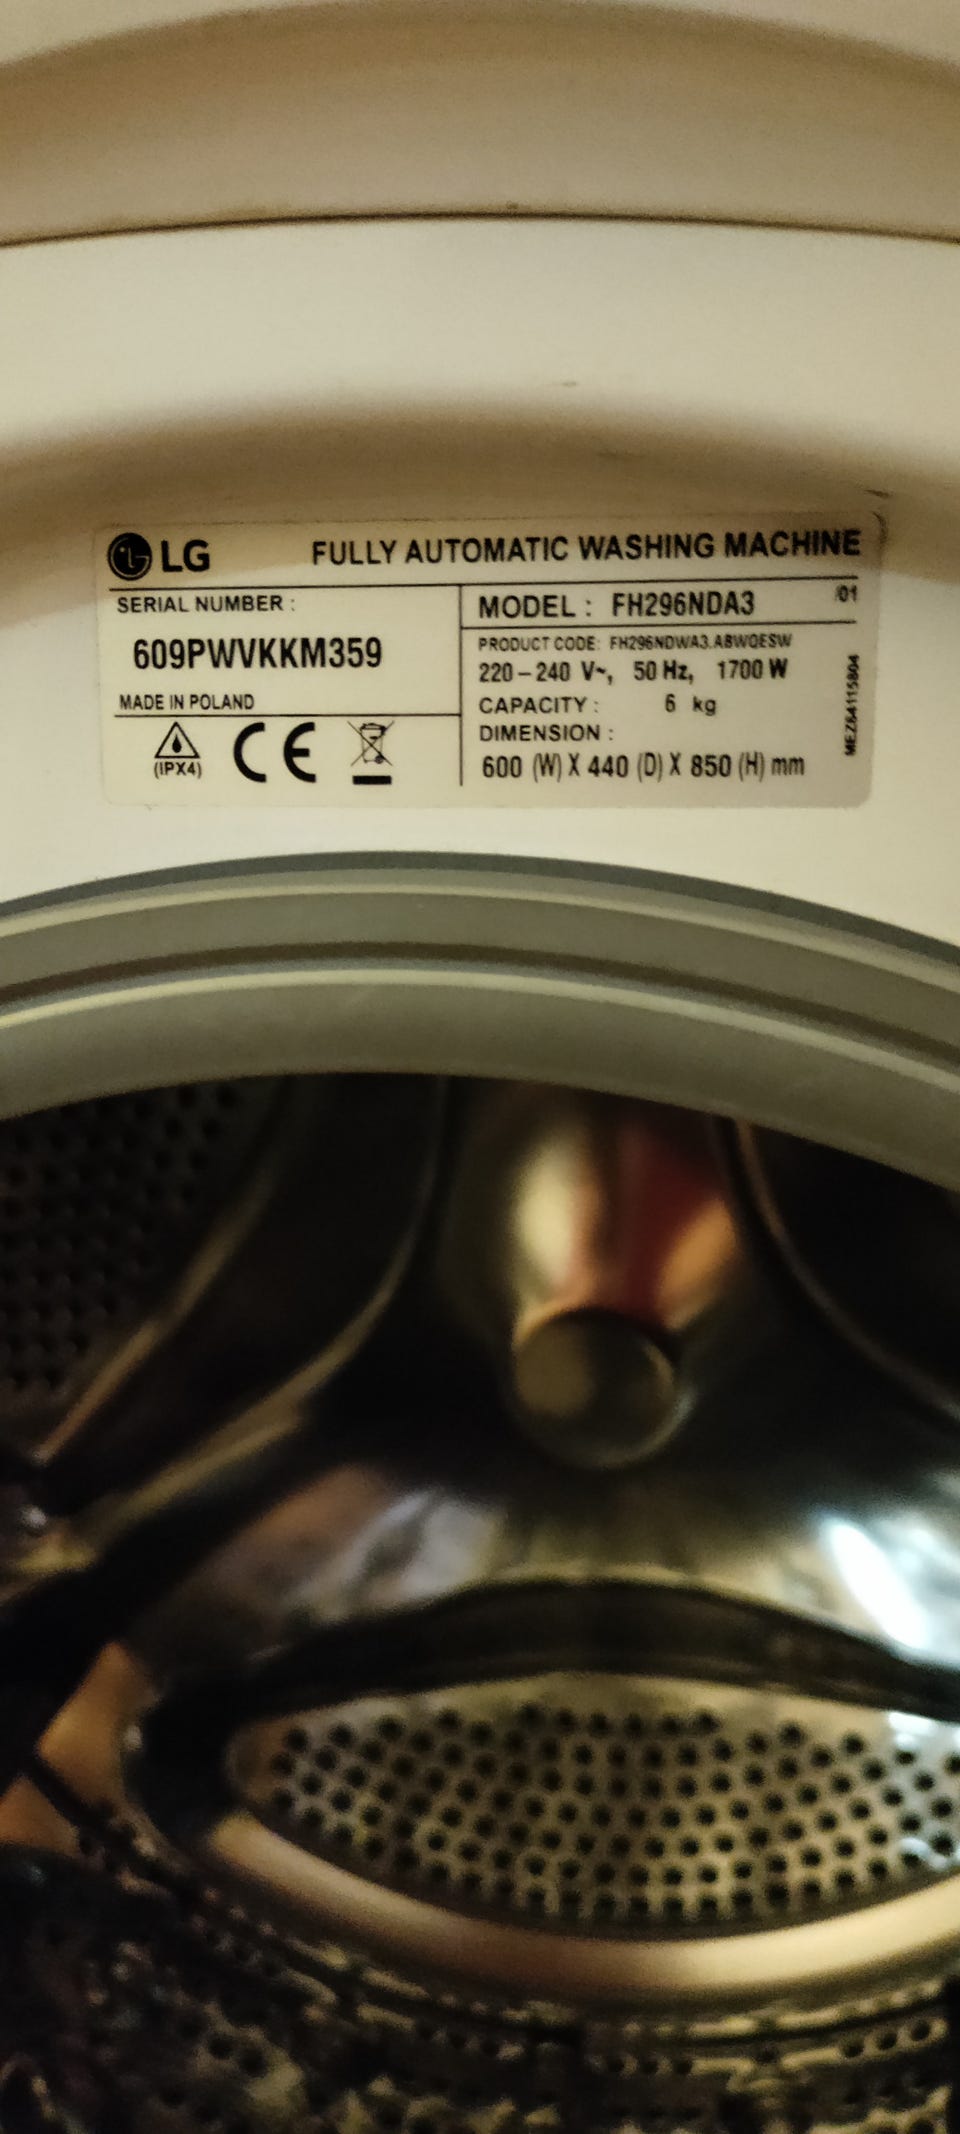 LG FULLY AUTOMATIC WASHING MACHINE
SERIAL NUMBER :
609PWVKKM359
MADE IN POLAND
(IPX4) CE
MODEL : FH296NDA3 /01
PRODUCT CODE: FH296NDWA3.ABWQESW
220-240 V~, 50 Hz, 1700 W
CAPACITY : 6 kg
DIMENSION :
600 (W) X 440 (D) X 850 (H) mm
MEZ64115804